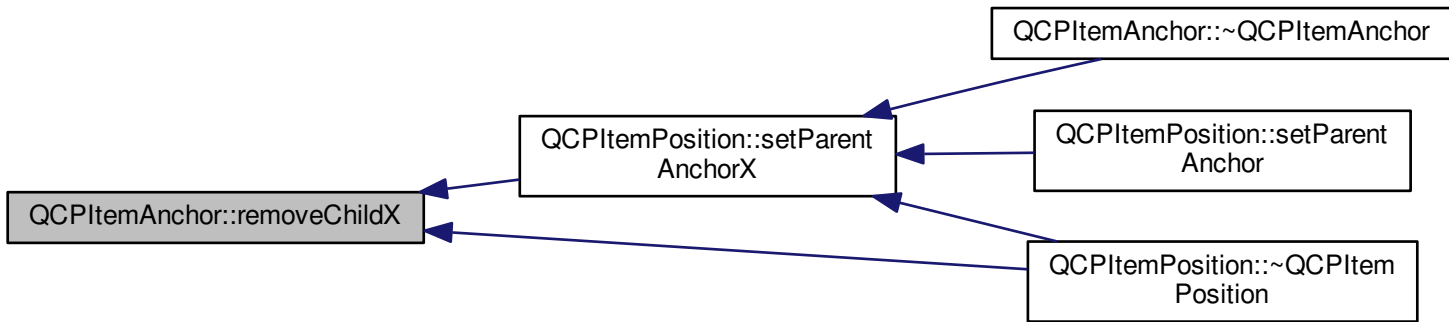 QCPItemAnchor::~QCPItemAnchor
QCPItemPosition::setParent
AnchorX
QCPItemPosition::setParent
Anchor
QCPItemAnchor::removeChildX
QCPItemPosition::~QCPItem
Position